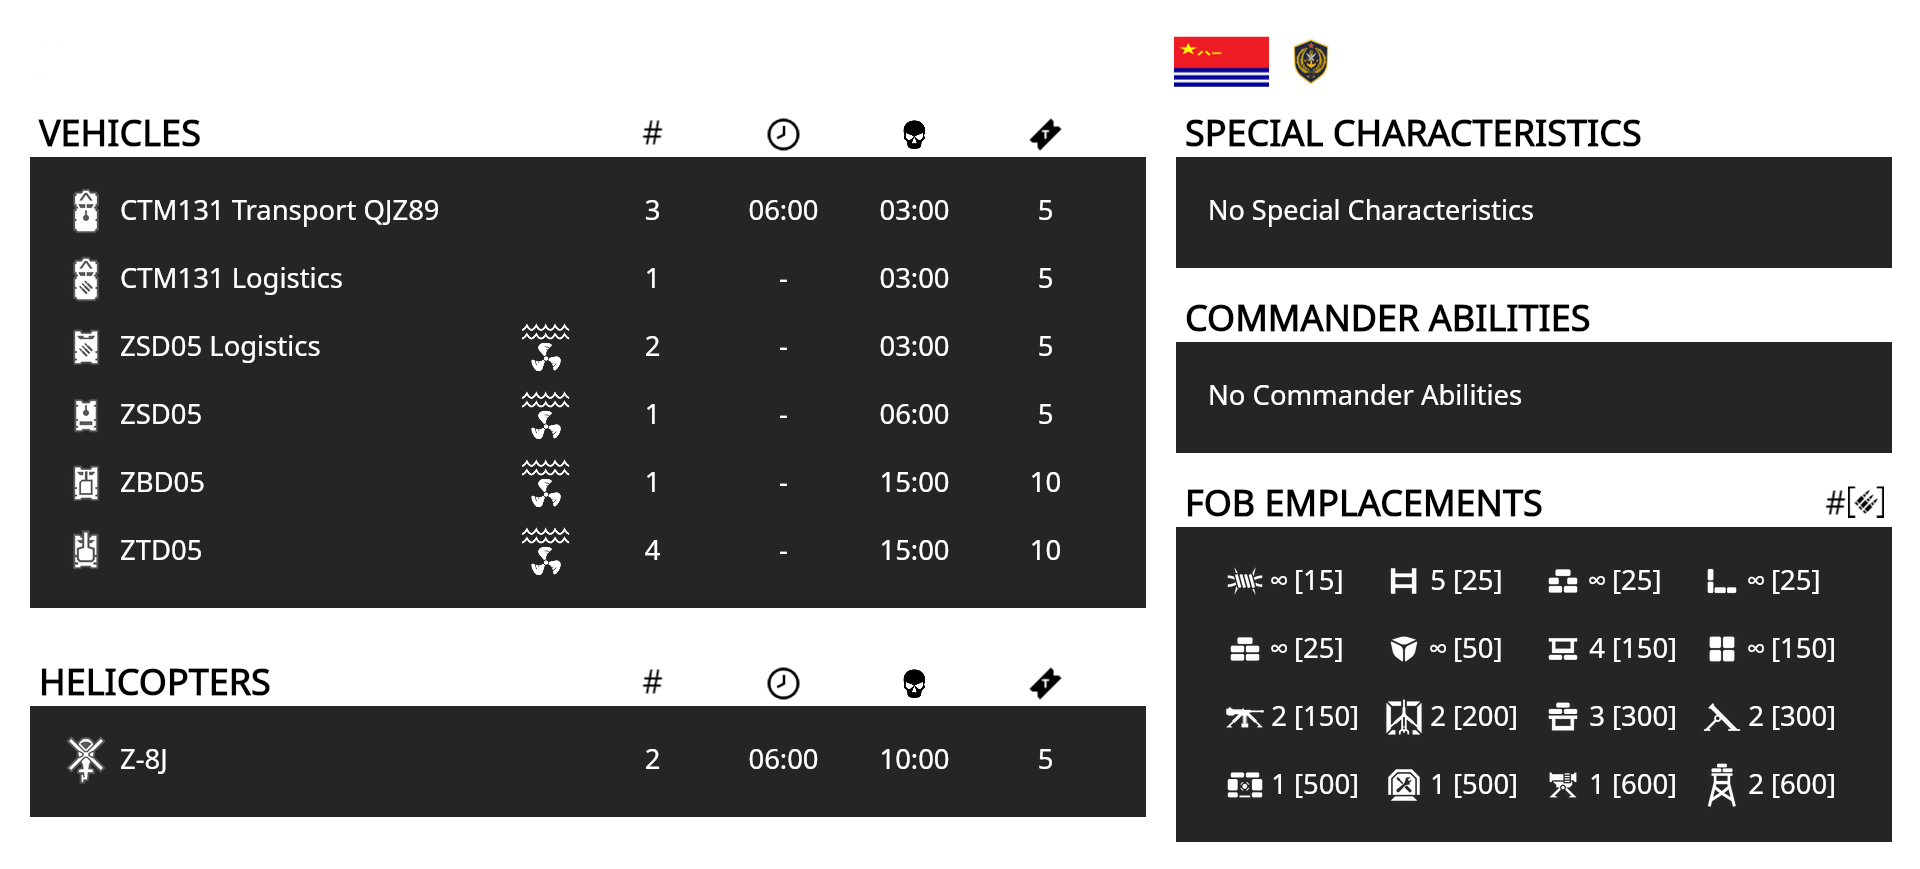 VEHICLES #
CTM131 Transport QJZ89 3 06:00 03:00 5
CTM131 Logistics 1 - 03:00 5
ZSD05 Logistics 2 - 03:00 5
ZSD05 1 - 06:00 5
ZBD05 1 - 15:00 10
ZTD05 4 - 15:00 10
HELICOPTERS #
Z-8J 2 06:00 10:00 5
SPECIAL CHARACTERISTICS
No Special Characteristics
COMMANDER ABILITIES
No Commander Abilities
FOB EMPLACEMENTS #[ ]
∞ [15] 5 [25] ∞ [25] ∞ [25]
∞ [25] ∞ [50] 4 [150] ∞ [150]
2 [150] 2 [200] 3 [300] 2 [300]
1 [500] 1 [500] 1 [600] 2 [600]